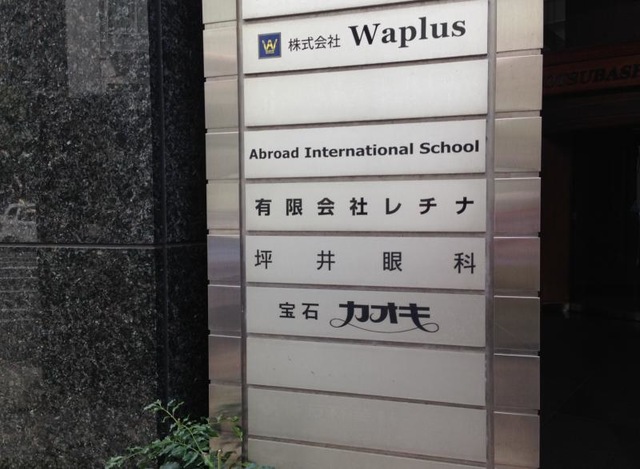 株式会社 Waplus
Abroad International School
有限会社レチナ
坪井眼科
宝石 カオキ